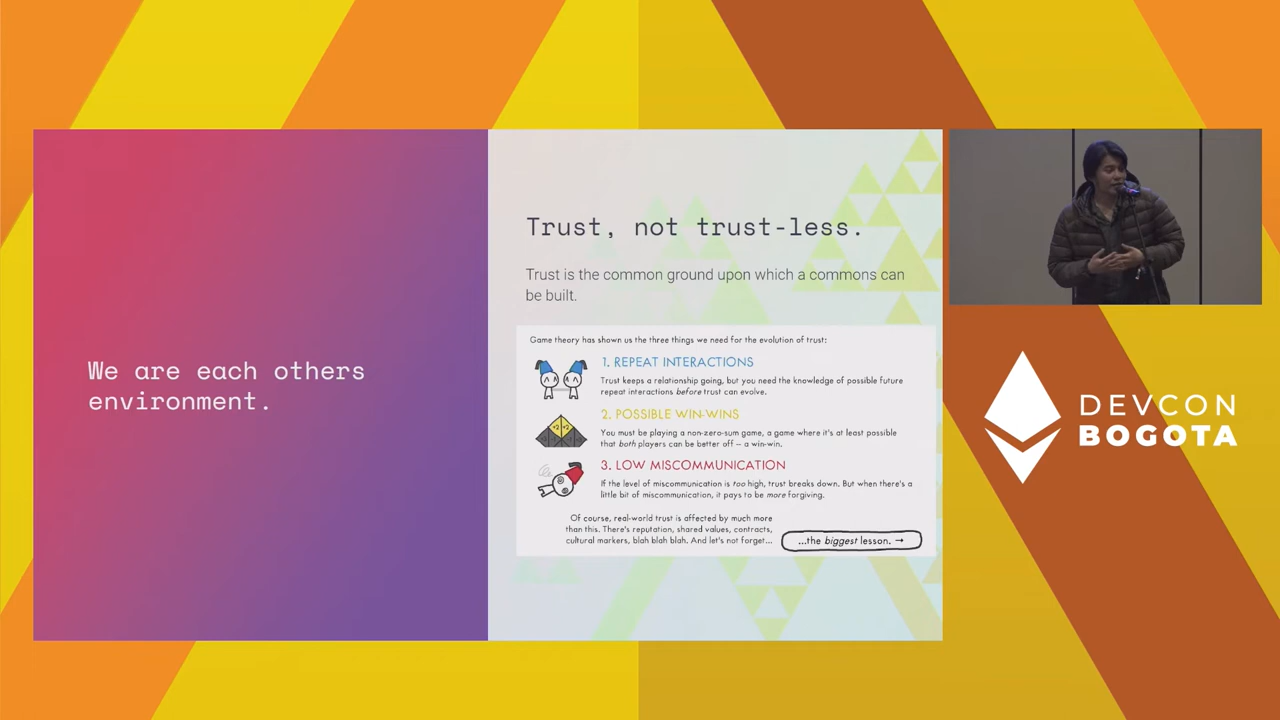 We are each others
environment.
Trust, not trust-less.
Trust is the common ground upon which a commons can
be built.
Game theory has shown us the three things we need for the evolution of trust:
1. REPEAT INTERACTIONS
Trust keeps a relationship going, but you need the knowledge of possible future
repeat interactions before trust can evolve.
2. POSSIBLE WIN-WINS
You must be playing a non-zero-sum game, a game where it's at least possible
that both players can be better off — a win-win.
3. LOW MISCOMMUNICATION
If the level of miscommunication is too high, trust breaks down. But when there's a
little bit of miscommunication, it pays to be more forgiving.
Of course, real-world trust is affected by much more
than this. There's reputation, shared values, contracts,
cultural markers, blah blah blah. And let's not forget...
...the biggest lesson. →
DEVCON
BOGOTA